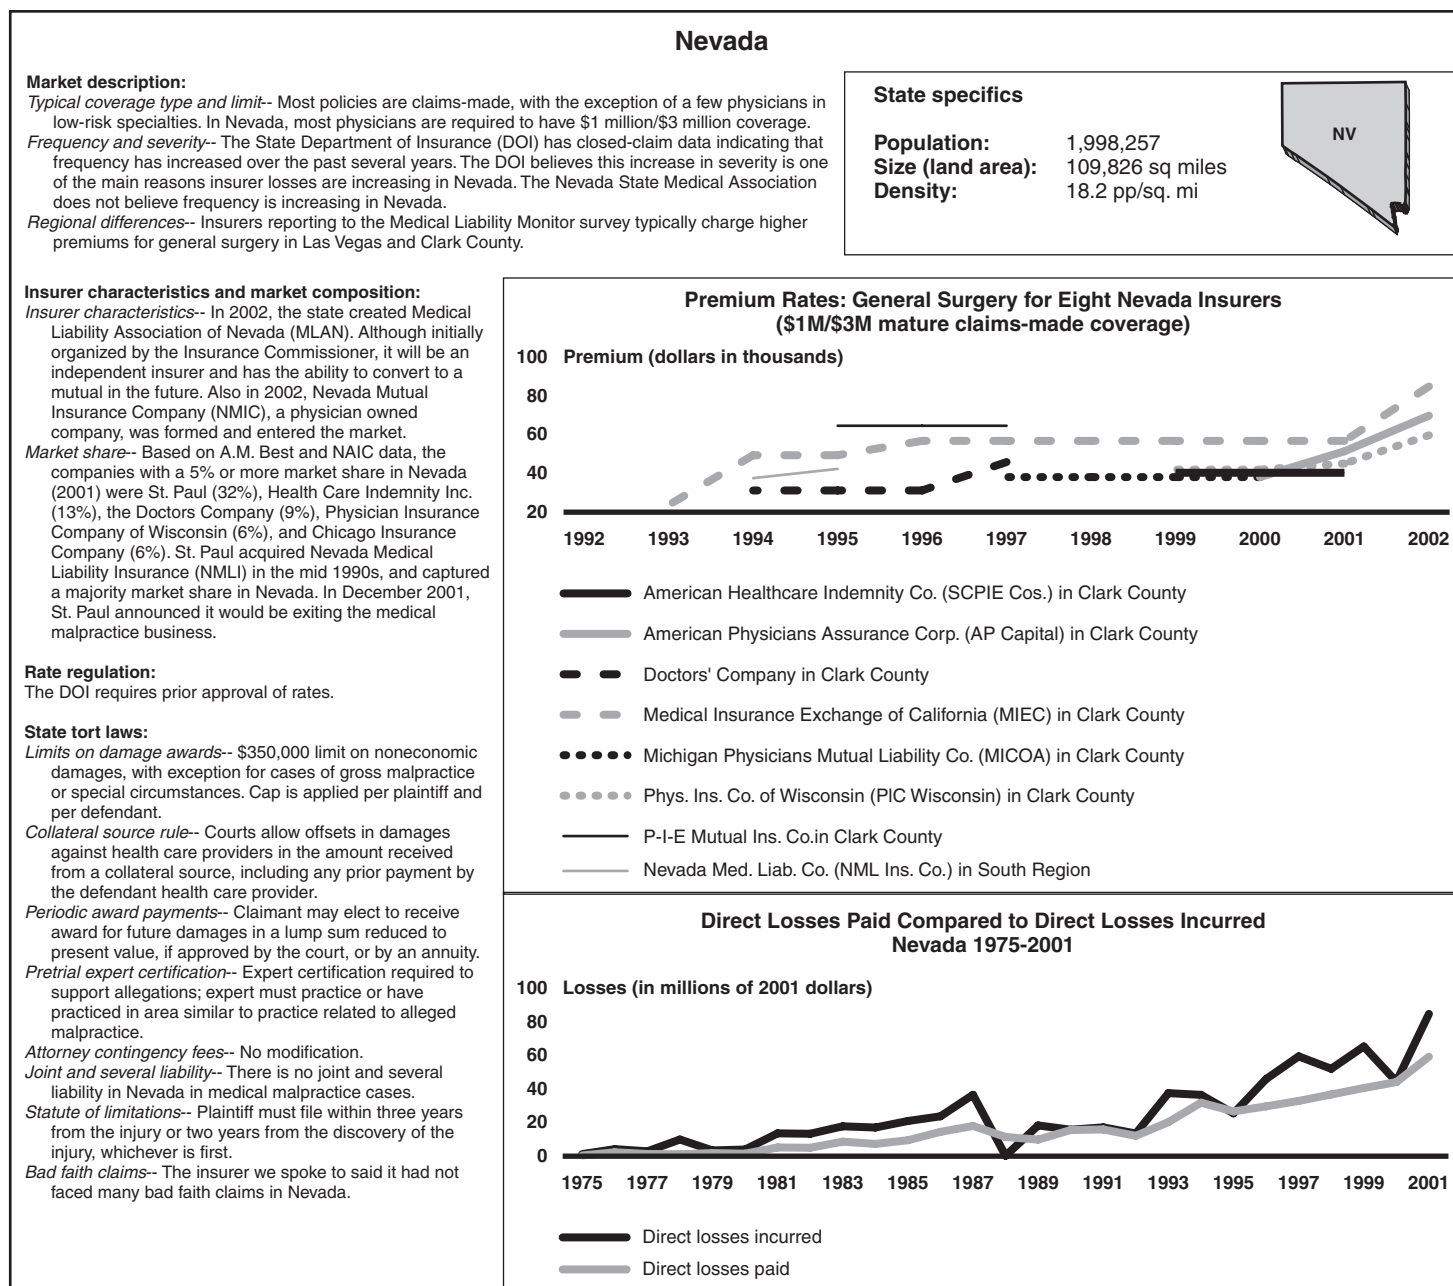 Nevada
Market description:
Typical coverage type and limit-- Most policies are claims-made, with the exception of a few physicians in
low-risk specialties. In Nevada, most physicians are required to have $1 million/$3 million coverage.
Frequency and severity-- The State Department of Insurance (DOI) has closed-claim data indicating that
frequency has increased over the past several years. The DOI believes this increase in severity is one
of the main reasons insurer losses are increasing in Nevada. The Nevada State Medical Association
does not believe frequency is increasing in Nevada.
Regional differences-- Insurers reporting to the Medical Liability Monitor survey typically charge higher
premiums for general surgery in Las Vegas and Clark County.
State specifics
Population: 1,998,257
Size (land area): 109,826 sq miles
Density: 18.2 pp/sq. mi
NV
Insurer characteristics and market composition:
Insurer characteristics-- In 2002, the state created Medical
Liability Association of Nevada (MLAN). Although initially
organized by the Insurance Commissioner, it will be an
independent insurer and has the ability to convert to a
mutual in the future. Also in 2002, Nevada Mutual
Insurance Company (NMIC), a physician owned
company, was formed and entered the market.
Market share-- Based on A.M. Best and NAIC data, the
companies with a 5% or more market share in Nevada
(2001) were St. Paul (32%), Health Care Indemnity Inc.
(13%), the Doctors Company (9%), Physician Insurance
Company of Wisconsin (6%), and Chicago Insurance
Company (6%). St. Paul acquired Nevada Medical
Liability Insurance (NMLI) in the mid 1990s, and captured
a majority market share in Nevada. In December 2001,
St. Paul announced it would be exiting the medical
malpractice business.
Rate regulation:
The DOI requires prior approval of rates.
State tort laws:
Limits on damage awards-- $350,000 limit on noneconomic
damages, with exception for cases of gross malpractice
or special circumstances. Cap is applied per plaintiff and
per defendant.
Collateral source rule-- Courts allow offsets in damages
against health care providers in the amount received
from a collateral source, including any prior payment by
the defendant health care provider.
Periodic award payments-- Claimant may elect to receive
award for future damages in a lump sum reduced to
present value, if approved by the court, or by an annuity.
Pretrial expert certification-- Expert certification required to
support allegations; expert must practice or have
practiced in area similar to practice related to alleged
malpractice.
Attorney contingency fees-- No modification.
Joint and several liability-- There is no joint and several
liability in Nevada in medical malpractice cases.
Statute of limitations-- Plaintiff must file within three years
from the injury or two years from the discovery of the
injury, whichever is first.
Bad faith claims-- The insurer we spoke to said it had not
faced many bad faith claims in Nevada.
Premium Rates: General Surgery for Eight Nevada Insurers
($1M/$3M mature claims-made coverage)
100 Premium (dollars in thousands)
80
60
40
20
1992 1993 1994 1995 1996 1997 1998 1999 2000 2001 2002
American Healthcare Indemnity Co. (SCPIE Cos.) in Clark County
American Physicians Assurance Corp. (AP Capital) in Clark County
Doctors' Company in Clark County
Medical Insurance Exchange of California (MIEC) in Clark County
Michigan Physicians Mutual Liability Co. (MICOA) in Clark County
Phys. Ins. Co. of Wisconsin (PIC Wisconsin) in Clark County
P-I-E Mutual Ins. Co.in Clark County
Nevada Med. Liab. Co. (NML Ins. Co.) in South Region
Direct Losses Paid Compared to Direct Losses Incurred
Nevada 1975-2001
100 Losses (in millions of 2001 dollars)
80
60
40
20
0
1975 1977 1979 1981 1983 1985 1987 1989 1991 1993 1995 1997 1999 2001
Direct losses incurred
Direct losses paid